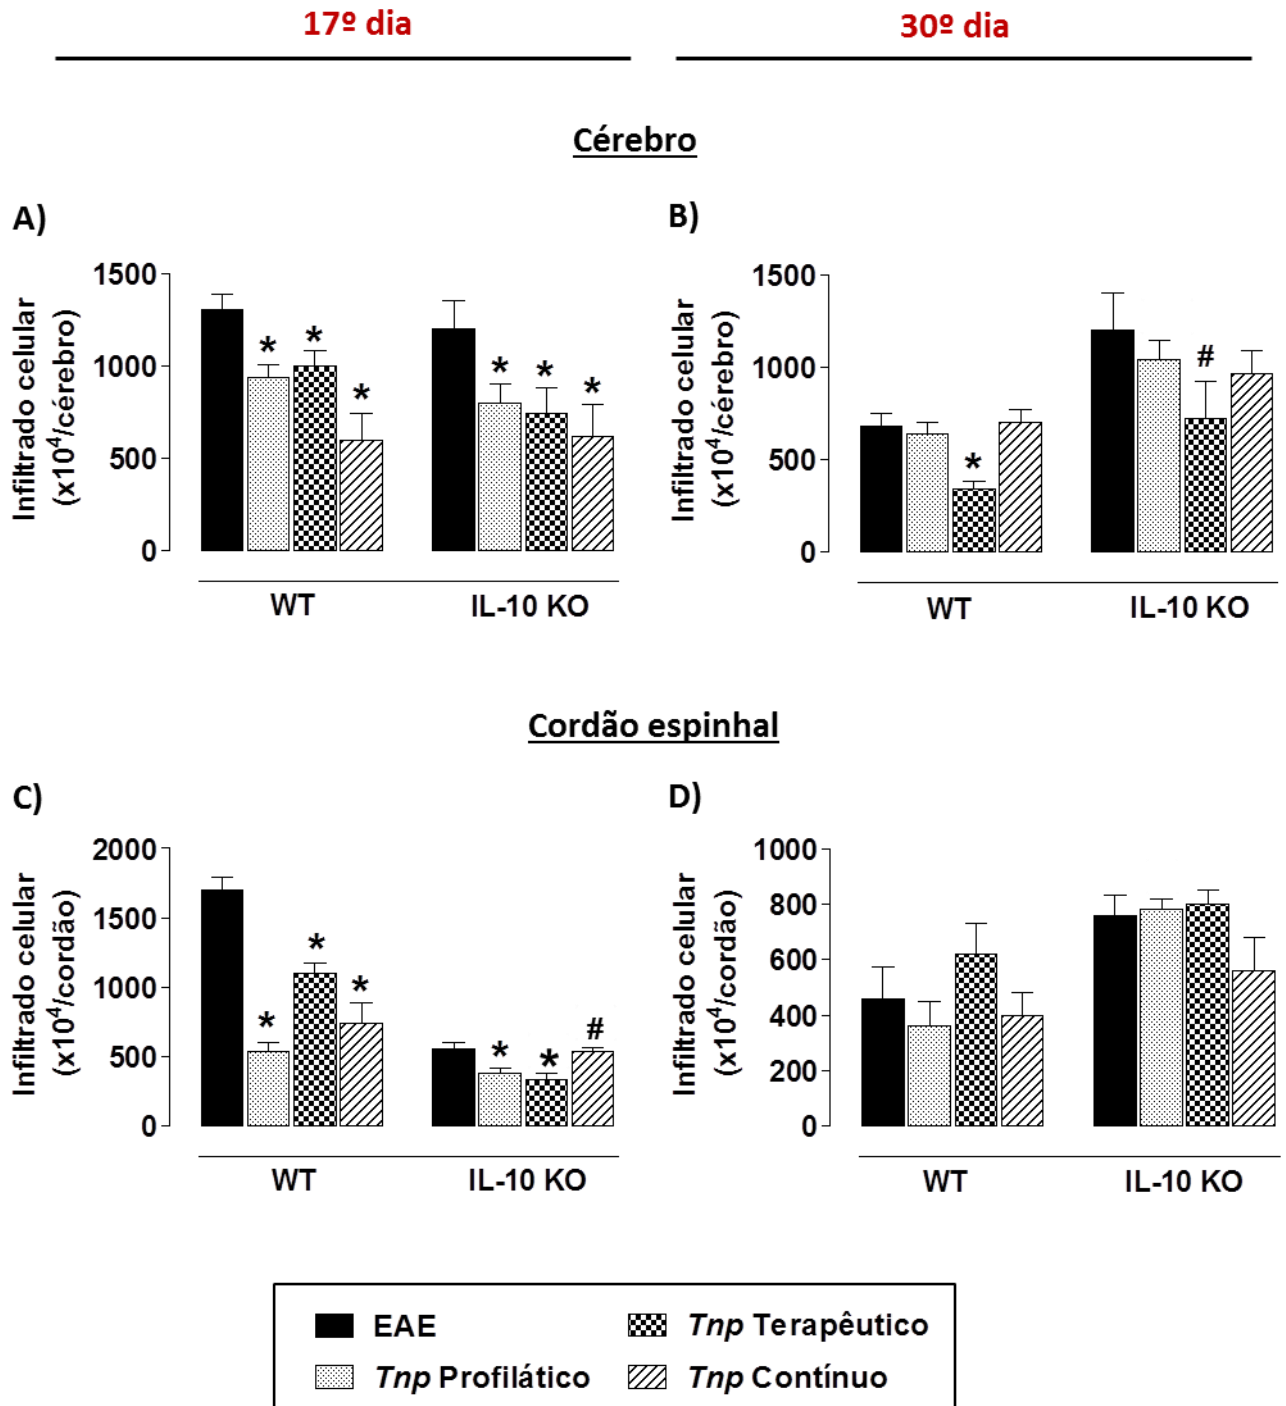 17º dia
30º dia
Cérebro
A)
Infiltrado celular
(x10⁴/cérebro)
1500
1000
500
0
* * *
* * *
WT
IL-10 KO
B)
Infiltrado celular
(x10⁴/cérebro)
1500
1000
500
0
*
#
WT
IL-10 KO
Cordão espinhal
C)
Infiltrado celular
(x10⁴/cordão)
2000
1500
1000
500
0
* * *
* * #
WT
IL-10 KO
D)
Infiltrado celular
(x10⁴/cordão)
1000
800
600
400
200
0
WT
IL-10 KO
EAE
Tnp Terapêutico
Tnp Profilático
Tnp Contínuo